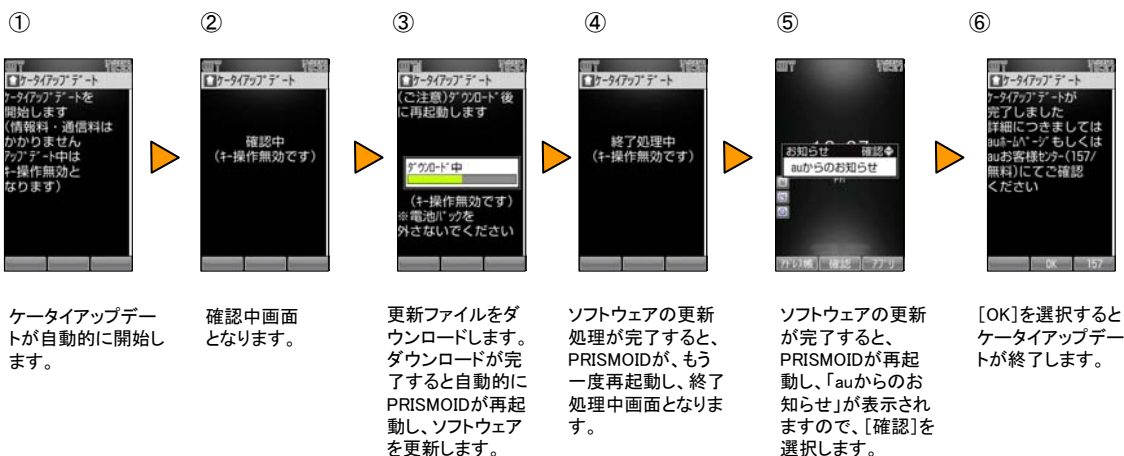 ①
②
③
④
⑤
⑥
ケータイアップデート
ケータイアップデートを
開始します
(情報料・通信料は
かかりません
アップデート中は
キー操作無効と
なります)
ケータイアップデート
確認中
(キー操作無効です)
ケータイアップデート
(ご注意)ダウンロード後
に再起動します
ダウンロード中
(キー操作無効です)
※電池パックを
外さないでください
ケータイアップデート
終了処理中
(キー操作無効です)
お知らせ 確認
auからのお知らせ
アドレス帳 確認 アプリ
ケータイアップデート
ケータイアップデートが
完了しました
詳細につきましては
auホームページもしくは
auお客様センター(157/
無料)にてご確認
ください
OK 157
ケータイアップデー
トが自動的に開始し
ます。
確認中画面
となります。
更新ファイルをダ
ウンロードします。
ダウンロードが完
了すると自動的に
PRISMOIDが再起
動し、ソフトウェア
を更新します。
ソフトウェアの更新
処理が完了すると、
PRISMOIDが、もう
一度再起動し、終了
処理中画面となりま
す。
ソフトウェアの更新
が完了すると、
PRISMOIDが再起
動し、「auからのお
知らせ」が表示され
ますので、[確認]を
選択します。
[OK]を選択すると
ケータイアップデー
トが終了します。